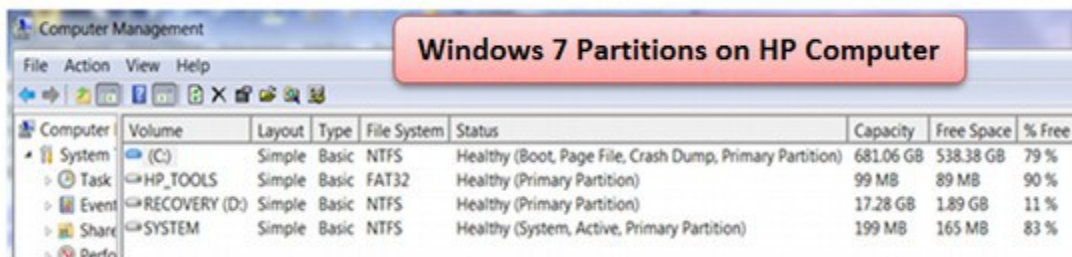 Computer Management
Windows 7 Partitions on HP Computer
File Action View Help
Computer Volume Layout Type File System Status Capacity Free Space % Free
System (C:) Simple Basic NTFS Healthy (Boot, Page File, Crash Dump, Primary Partition) 681.06 GB 538.38 GB 79 %
Task HP_TOOLS Simple Basic FAT32 Healthy (Primary Partition) 99 MB 89 MB 90 %
Event RECOVERY (D:) Simple Basic NTFS Healthy (Primary Partition) 17.28 GB 1.89 GB 11 %
Share SYSTEM Simple Basic NTFS Healthy (System, Active, Primary Partition) 199 MB 165 MB 83 %
Perfo